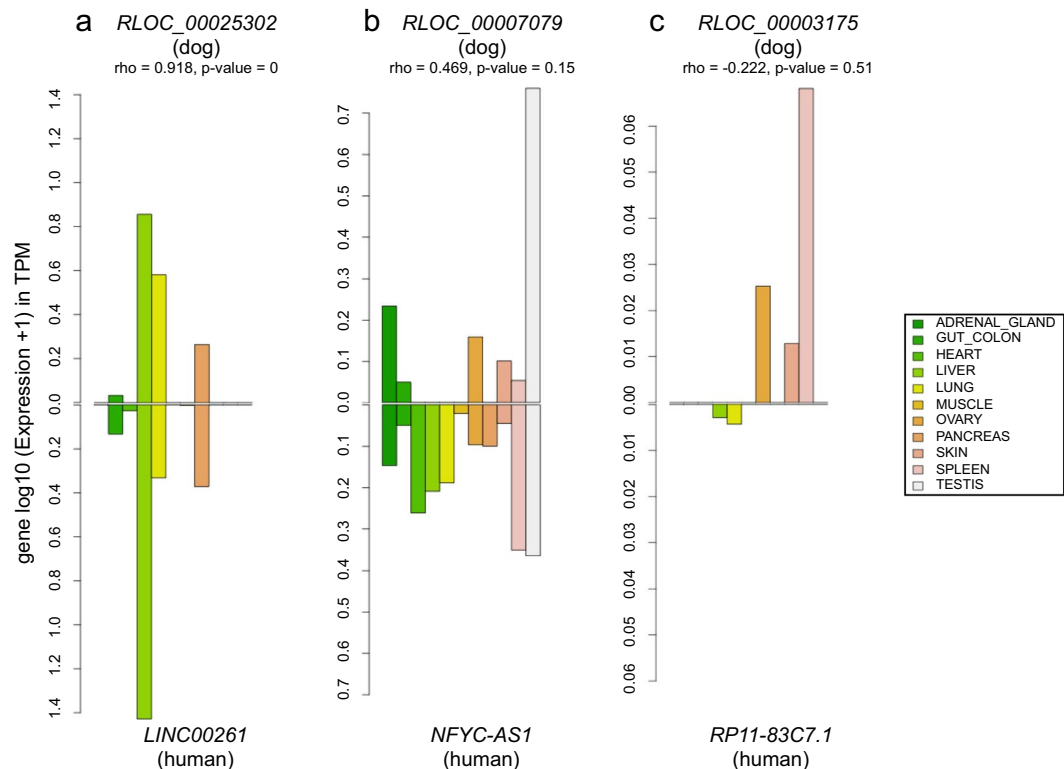 a
RLOC_00025302
(dog)
rho = 0.918, p-value = 0
b
RLOC_00007079
(dog)
rho = 0.469, p-value = 0.15
c
RLOC_00003175
(dog)
rho = -0.222, p-value = 0.51
gene log10 (Expression +1) in TPM
1.4
1.2
1.0
0.8
0.6
0.4
0.2
0.0
0.2
0.4
0.6
0.8
1.0
1.2
1.4
0.7
0.6
0.5
0.4
0.3
0.2
0.1
0.0
0.0
0.1
0.2
0.3
0.4
0.5
0.6
0.7
0.06
0.05
0.04
0.03
0.02
0.01
0.00
0.01
0.02
0.03
0.04
0.05
0.06
ADRENAL_GLAND
GUT_COLON
HEART
LIVER
LUNG
MUSCLE
OVARY
PANCREAS
SKIN
SPLEEN
TESTIS
LINC00261
(human)
NFYC-AS1
(human)
RP11-83C7.1
(human)